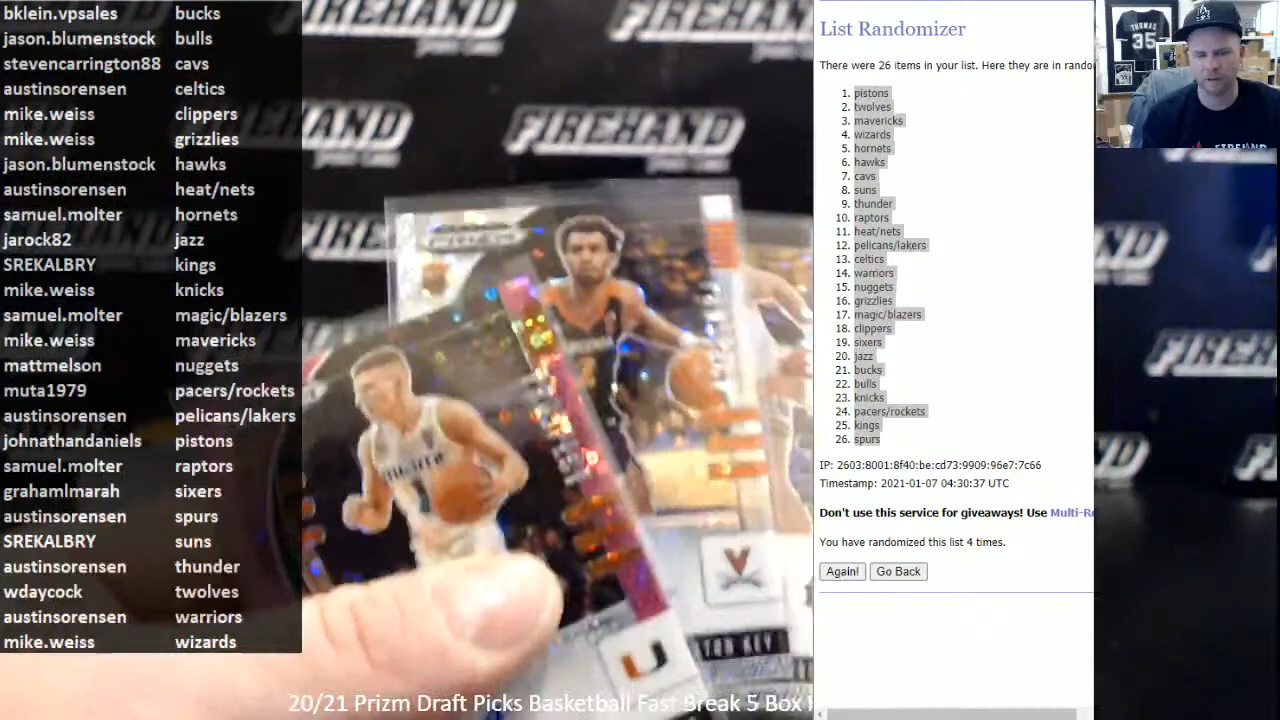 bklein.vpsales bucks
jason.blumenstock bulls
stevencarrington88 cavs
austinsorensen celtics
mike.weiss clippers
mike.weiss grizzlies
jason.blumenstock hawks
austinsorensen heat/nets
samuel.molter hornets
jarock82 jazz
SREKALBRY kings
mike.weiss knicks
samuel.molter magic/blazers
mike.weiss mavericks
mattmelson nuggets
muta1979 pacers/rockets
austinsorensen pelicans/lakers
johnathandaniels pistons
samuel.molter raptors
grahamlmarah sixers
austinsorensen spurs
SREKALBRY suns
austinsorensen thunder
wdaycock twolves
austinsorensen warriors
mike.weiss wizards
FIREHAND
FIREHAND
20/21 Prizm Draft Picks Basketball Fast Break 5 Box
List Randomizer
There were 26 items in your list. Here they are in rando
1. pistons
2. twolves
3. mavericks
4. wizards
5. hornets
6. hawks
7. cavs
8. suns
9. thunder
10. raptors
11. heat/nets
12. pelicans/lakers
13. celtics
14. warriors
15. nuggets
16. grizzlies
17. magic/blazers
18. clippers
19. sixers
20. jazz
21. bucks
22. bulls
23. knicks
24. pacers/rockets
25. kings
26. spurs
IP: 2603:8001:8f40:be:cd73:9909:96e7:7c66
Timestamp: 2021-01-07 04:30:37 UTC
Don't use this service for giveaways! Use Multi-R
You have randomized this list 4 times.
Again! Go Back
THOMAS
35